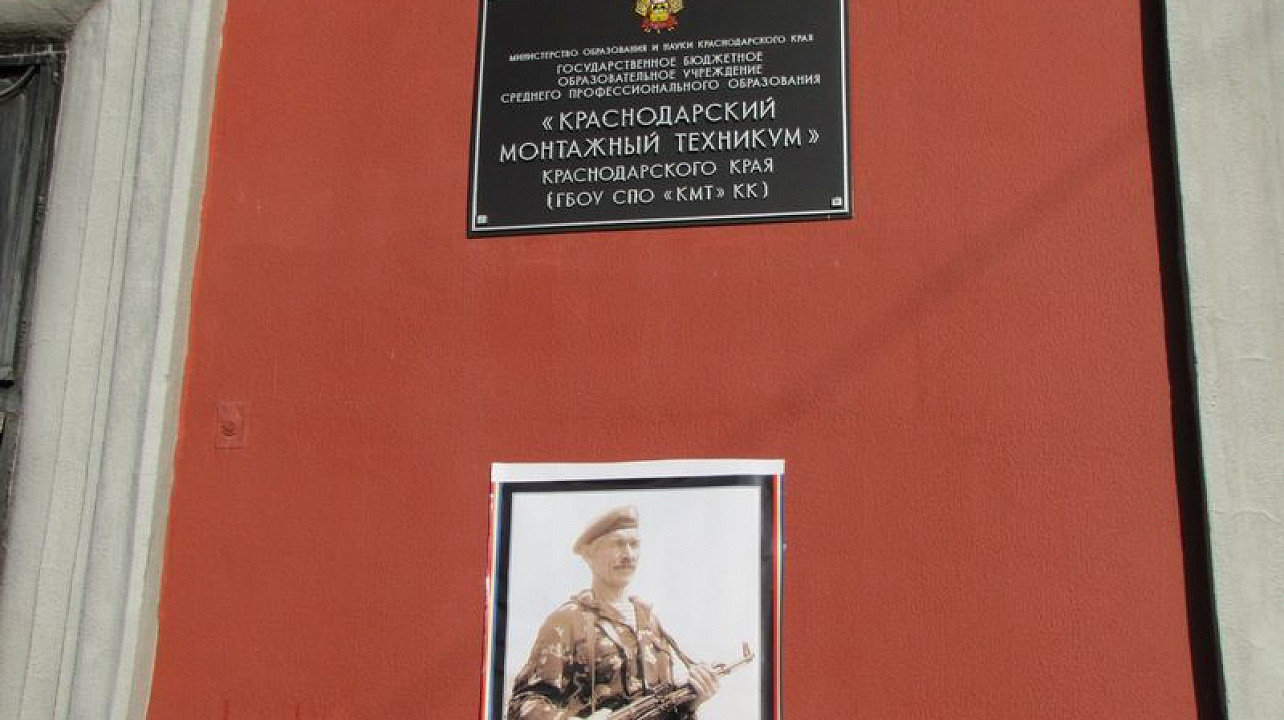 МИНИСТЕРСТВО ОБРАЗОВАНИЯ И НАУКИ КРАСНОДАРСКОГО КРАЯ
ГОСУДАРСТВЕННОЕ БЮДЖЕТНОЕ
ОБРАЗОВАТЕЛЬНОЕ УЧРЕЖДЕНИЕ
СРЕДНЕГО ПРОФЕССИОНАЛЬНОГО ОБРАЗОВАНИЯ
«КРАСНОДАРСКИЙ
МОНТАЖНЫЙ ТЕХНИКУМ»
КРАСНОДАРСКОГО КРАЯ
(ГБОУ СПО «КМТ» КК)